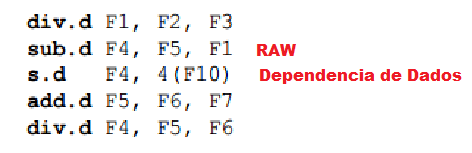 div.d F1, F2, F3
sub.d F4, F5, F1 RAW
s.d F4, 4(F10) Dependencia de Dados
add.d F5, F6, F7
div.d F4, F5, F6